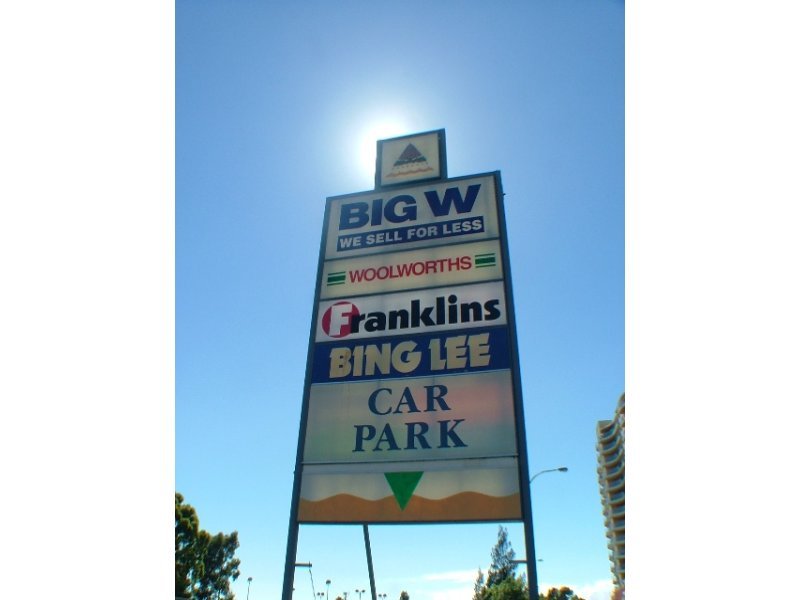 BIG W
WE SELL FOR LESS
WOOLWORTHS
Franklins
BING LEE
CAR
PARK